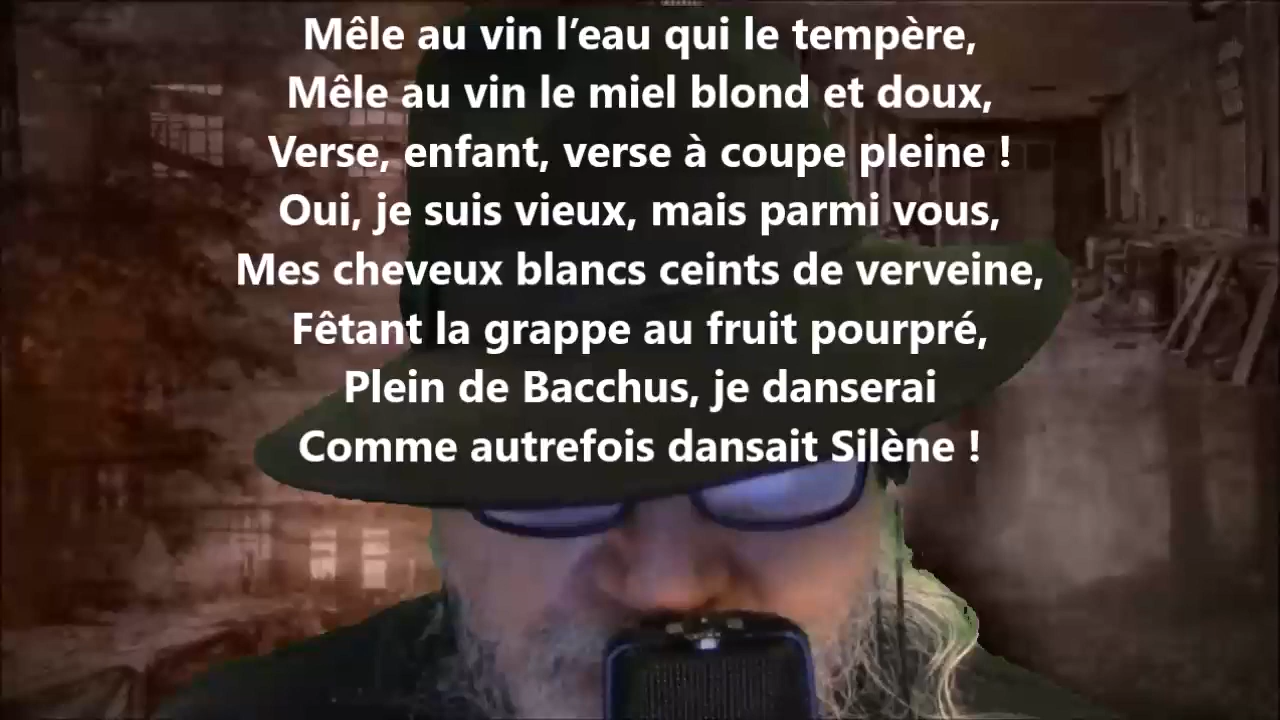 Mêle au vin l’eau qui le tempère,
Mêle au vin le miel blond et doux,
Verse, enfant, verse à coupe pleine !
Oui, je suis vieux, mais parmi vous,
Mes cheveux blancs ceints de verveine,
Fêtant la grappe au fruit pourpré,
Plein de Bacchus, je danserai
Comme autrefois dansait Silène !